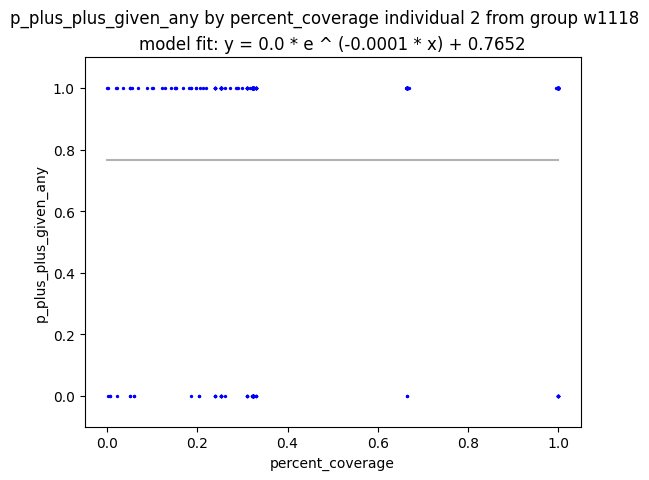 p_plus_plus_given_any by percent_coverage individual 2 from group w1118
model fit: y = 0.0 * e ^ (-0.0001 * x) + 0.7652
1.0
0.8
0.6
0.4
0.2
0.0
p_plus_plus_given_any
0.0 0.2 0.4 0.6 0.8 1.0
percent_coverage